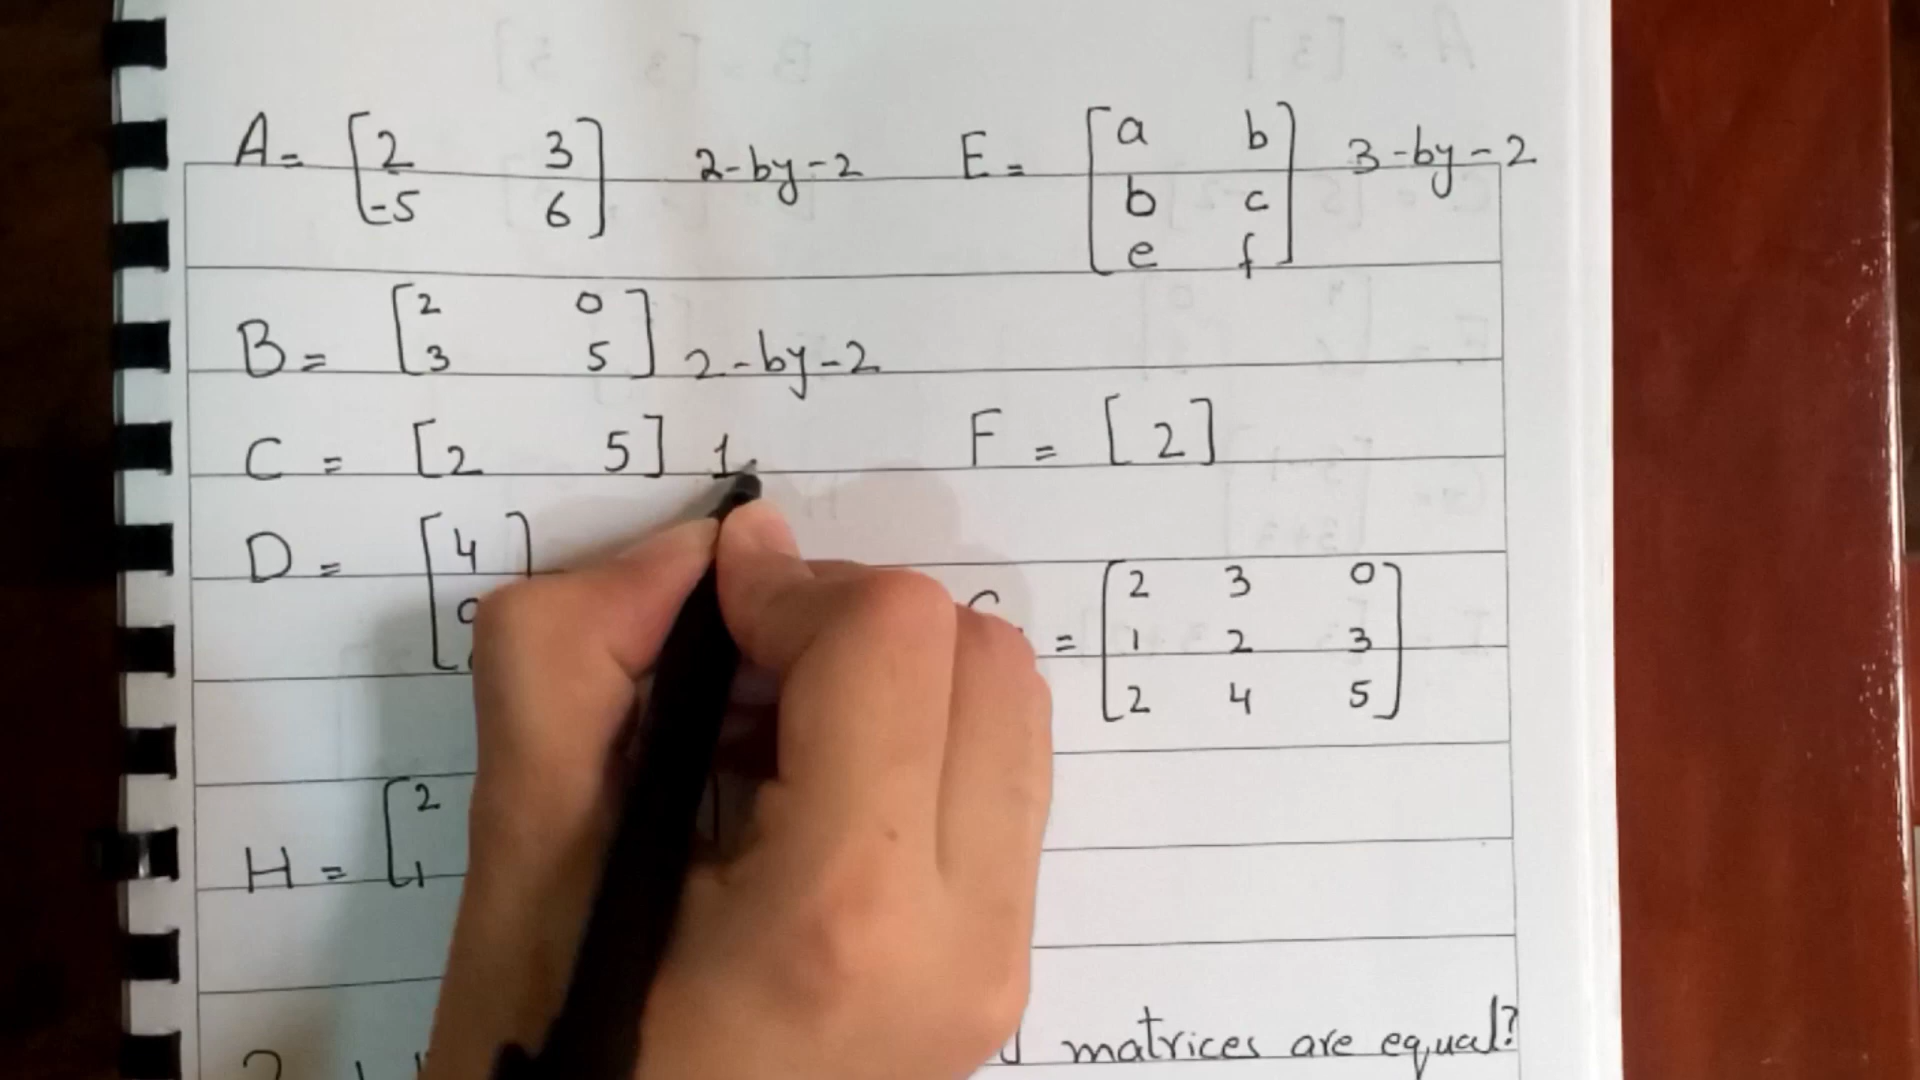 A = [2 3] 2-by-2
[-5 6]
B = [2 0] 2-by-2
[3 5]
C = [2 5] 1
D = [4]
H = [2
1
E = [a b] 3-by-2
[b c]
[e f]
F = [2]
= [2 3 0]
[1 2 3]
[2 4 5]
matrices are equal?